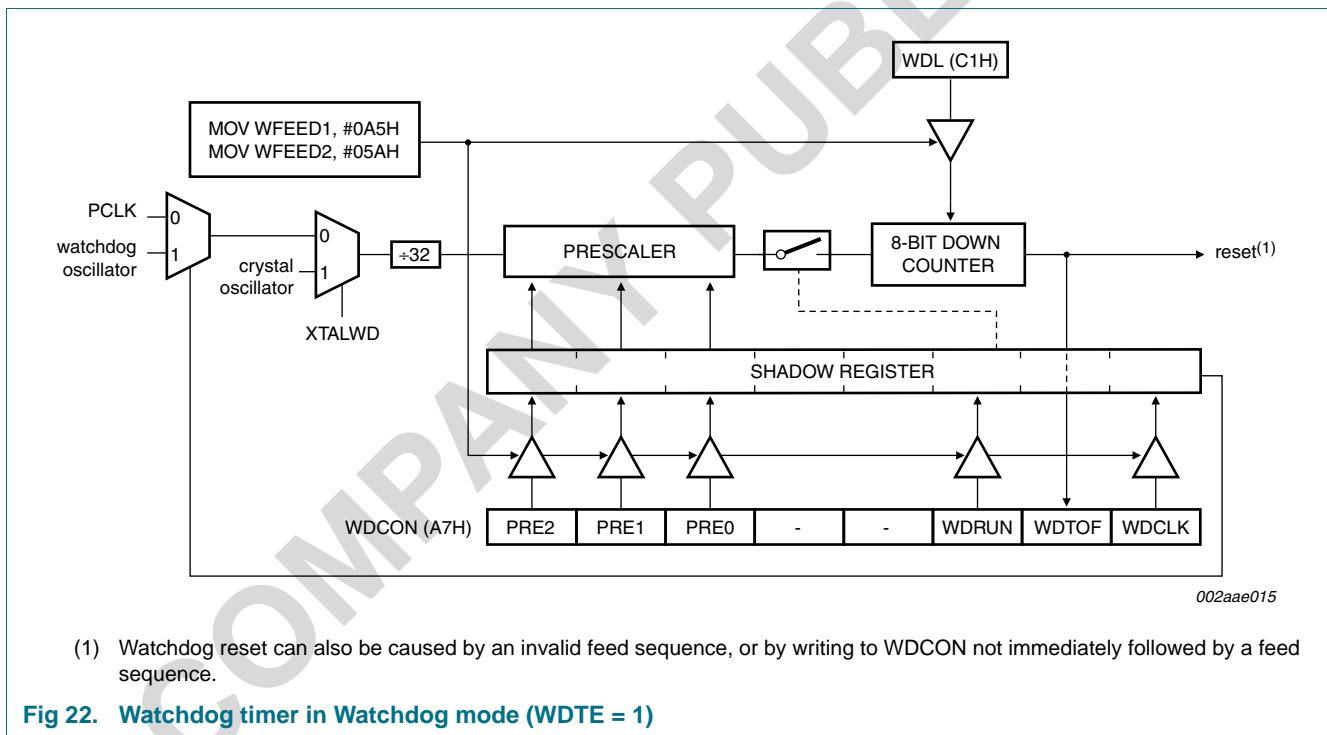 COMPANY PUBL
WDL (C1H)
MOV WFEED1, #0A5H
MOV WFEED2, #05AH
PCLK
0
watchdog
oscillator
1
0
crystal
oscillator
1
XTALWD
÷32
PRESCALER
8-BIT DOWN
COUNTER
reset(1)
SHADOW REGISTER
WDCON (A7H)
PRE2
PRE1
PRE0
-
-
WDRUN
WDTOF
WDCLK
002aae015
(1) Watchdog reset can also be caused by an invalid feed sequence, or by writing to WDCON not immediately followed by a feed
sequence.
Fig 22. Watchdog timer in Watchdog mode (WDTE = 1)